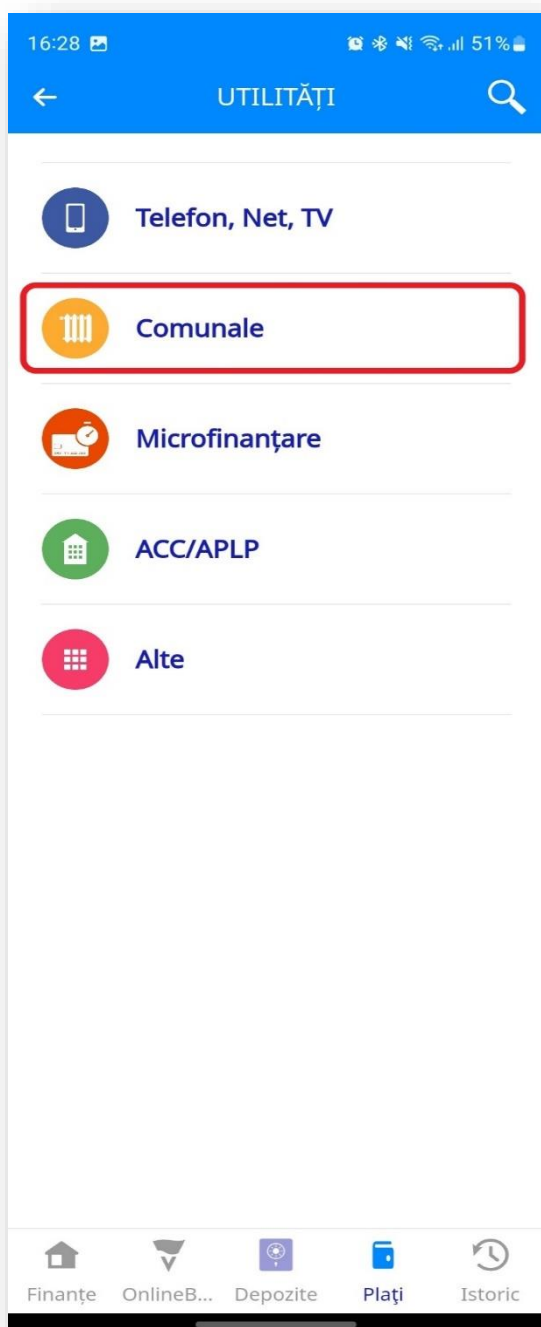 16:28 51%
UTILITĂȚI
Telefon, Net, TV
Comunale
Microfinanțare
ACC/APLP
Alte
Finanțe OnlineB... Depozite Plaţi Istoric